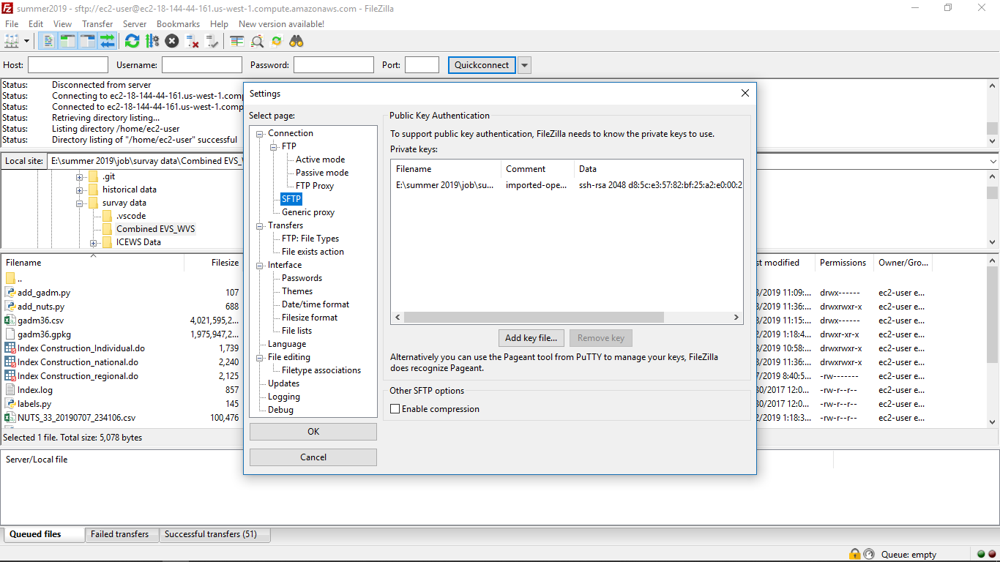 summer2019 - sftp://ec2-user@ec2-18-144-44-161.us-west-1.compute.amazonaws.com - FileZilla
File Edit View Transfer Server Bookmarks Help New version available!
Host: Username: Password: Port: Quickconnect
Status: Disconnected from server
Status: Connecting to ec2-18-144-44-161.us-west-1.comp
Status: Connected to ec2-18-144-44-161.us-west-1.comp
Status: Retrieving directory listing...
Status: Listing directory /home/ec2-user
Status: Directory listing of "/home/ec2-user" successful
Local site: E:\summer 2019\job\survay data\Combined EVS_W
.git
historical data
survay data
.vscode
Combined EVS_WVS
ICEWS Data
Filename Filesize
..
add_gadm.py 107
add_nuts.py 688
gadm36.csv 4,021,595,2...
gadm36.gpkg 1,975,947,2...
Index Construction_Individual.do 1,739
Index Construction_national.do 2,240
Index Construction_regional.do 2,125
Index.log 857
labels.py 145
NUTS_33_20190707_234106.csv 100,476
Selected 1 file. Total size: 5,078 bytes
Server/Local file
Settings
Select page:
Connection
FTP
Active mode
Passive mode
FTP Proxy
SFTP
Generic proxy
Transfers
FTP: File Types
File exists action
Interface
Passwords
Themes
Date/time format
Filesize format
File lists
Language
File editing
Filetype associations
Updates
Logging
Debug
OK
Cancel
Public Key Authentication
To support public key authentication, FileZilla needs to know the private keys to use.
Private keys:
Filename Comment Data
E:\summer 2019\job\su... imported-ope... ssh-rsa 2048 d8:5c:e3:57:82:bf:25:a2:e0:00:2
Add key file... Remove key
Alternatively you can use the Pageant tool from PuTTY to manage your keys, FileZilla
does recognize Pageant.
Other SFTP options
Enable compression
st modified Permissions Owner/Gro...
3/2019 11:09:... drwx------ ec2-user e...
3/2019 11:36:... drwxrwxr-x ec2-user e...
3/2019 11:15:... drwx------ ec2-user e...
2/2019 1:18:4... drwxr-xr-x ec2-user e...
3/2019 10:58:... drwxrwxr-x ec2-user e...
3/2019 11:36:... drwxrwxr-x ec2-user e...
7/2019 8:40:5... -rw------- ec2-user e...
30/2017 12:0... -rw-r--r-- ec2-user e...
30/2017 12:0... -rw-r--r-- ec2-user e...
2/2019 1:18:3... -rw-r--r-- ec2-user e...
Queued files Failed transfers Successful transfers (51)
Queue: empty